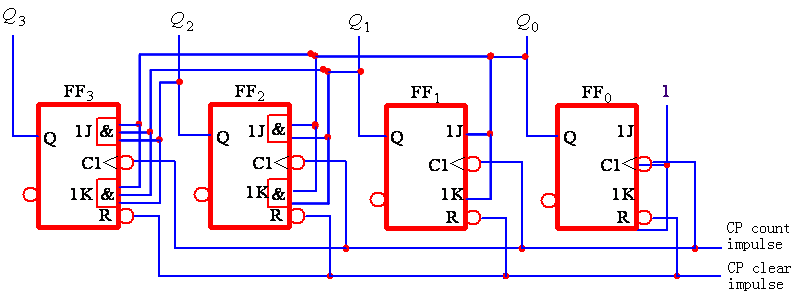 Q3 Q2 Q1 Q0
FF3 FF2 FF1 FF0 1
1J & 1J & 1J 1J
Q Q Q Q
C1 C1 C1 C1
1K & 1K & 1K 1K
R R R R
CP count
impulse
CP clear
impulse